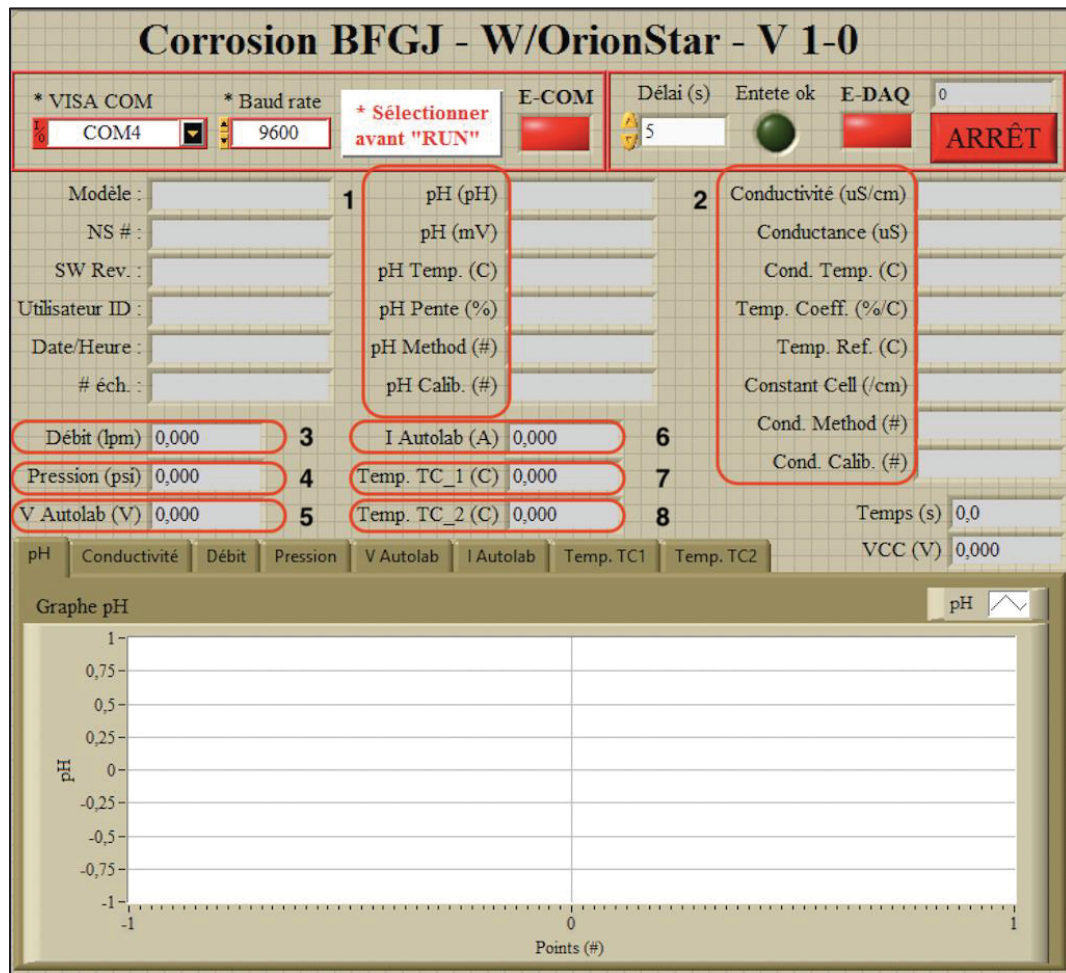 Corrosion BFGJ - W/OrionStar - V 1-0
* VISA COM
I/O
COM4
* Baud rate
9600
* Sélectionner
avant "RUN"
E-COM
Délai (s)
5
Entete ok
E-DAQ
0
ARRÊT
Modèle :
NS # :
SW Rev. :
Utilisateur ID :
Date/Heure :
# éch. :
1
pH (pH)
pH (mV)
pH Temp. (C)
pH Pente (%)
pH Method (#)
pH Calib. (#)
2
Conductivité (uS/cm)
Conductance (uS)
Cond. Temp. (C)
Temp. Coeff. (%/C)
Temp. Ref. (C)
Constant Cell (/cm)
Cond. Method (#)
Cond. Calib. (#)
Débit (lpm) 0,000 3
Pression (psi) 0,000 4
V Autolab (V) 0,000 5
I Autolab (A) 0,000 6
Temp. TC_1 (C) 0,000 7
Temp. TC_2 (C) 0,000 8
Temps (s) 0,0
VCC (V) 0,000
pH Conductivité Débit Pression V Autolab I Autolab Temp. TC1 Temp. TC2
Graphe pH
pH
1
0,75
0,5
0,25
0
-0,25
-0,5
-0,75
-1
pH
-1 0 1
Points (#)